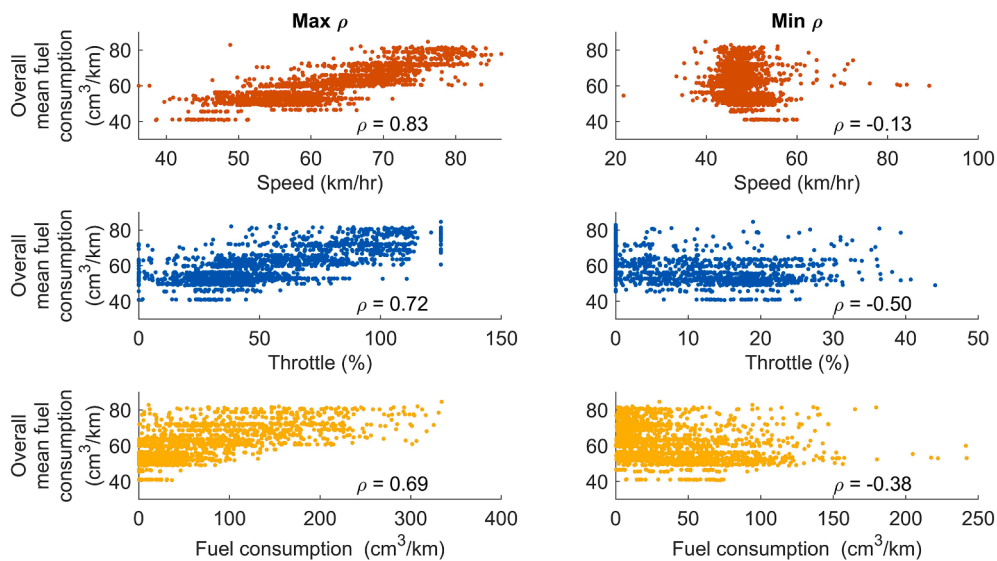 Max ρ
Min ρ
Overall
mean fuel
consumption
(cm³/km)
80
60
40
ρ = 0.83
40
50
60
70
80
Speed (km/hr)
80
60
40
ρ = -0.13
20
40
60
80
100
Speed (km/hr)
Overall
mean fuel
consumption
(cm³/km)
80
60
40
ρ = 0.72
0
50
100
150
Throttle (%)
80
60
40
ρ = -0.50
0
10
20
30
40
50
Throttle (%)
Overall
mean fuel
consumption
(cm³/km)
80
60
40
ρ = 0.69
0
100
200
300
400
Fuel consumption (cm³/km)
80
60
40
ρ = -0.38
0
50
100
150
200
250
Fuel consumption (cm³/km)